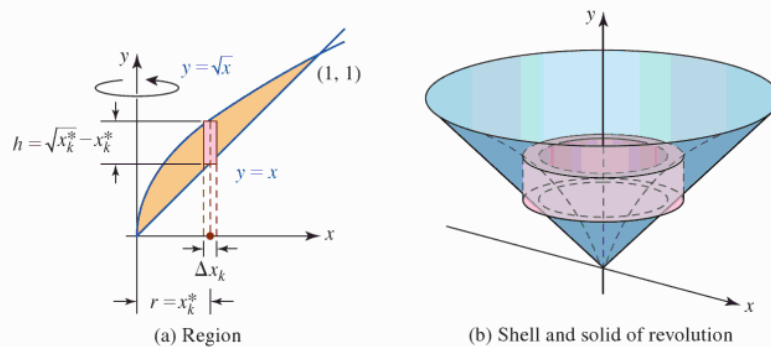 y
y = √x
(1, 1)
h = √x*ₖ − x*ₖ
y = x
x
Δxₖ
r = x*ₖ
(a) Region
y
x
(b) Shell and solid of revolution